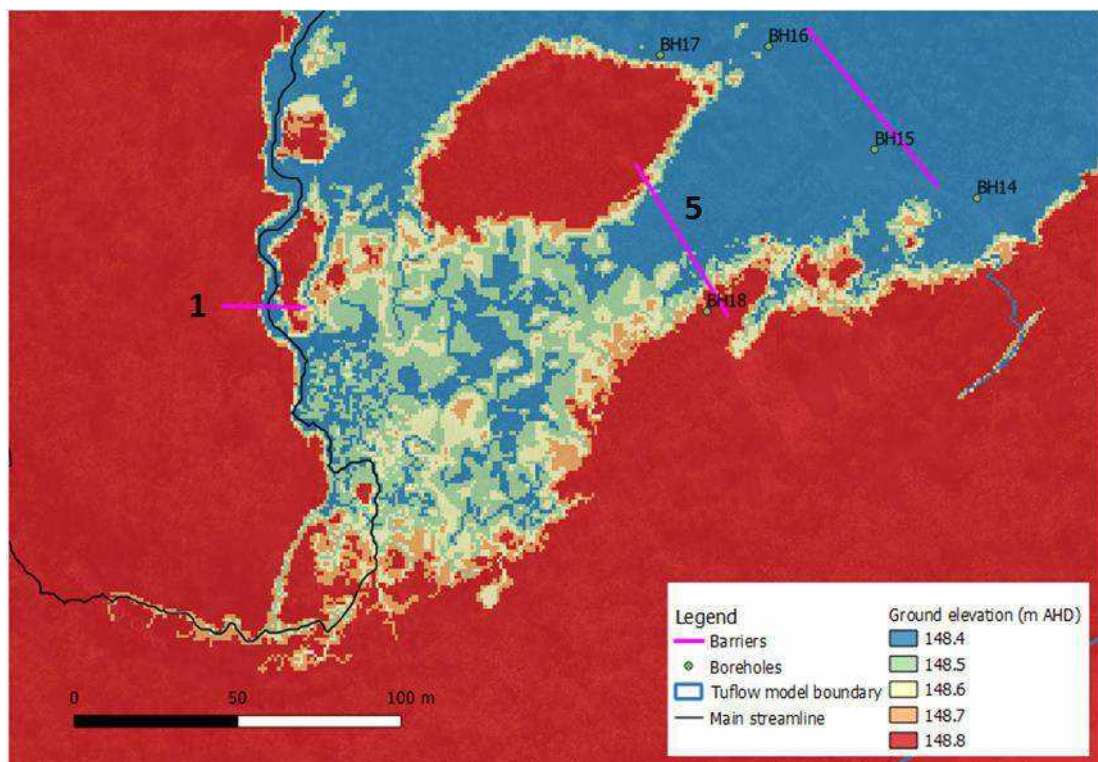 BH17
BH16
BH15
BH14
5
1
BH18
0
50
100 m
Legend
Barriers
Boreholes
Tuflow model boundary
Main streamline
Ground elevation (m AHD)
148.4
148.5
148.6
148.7
148.8